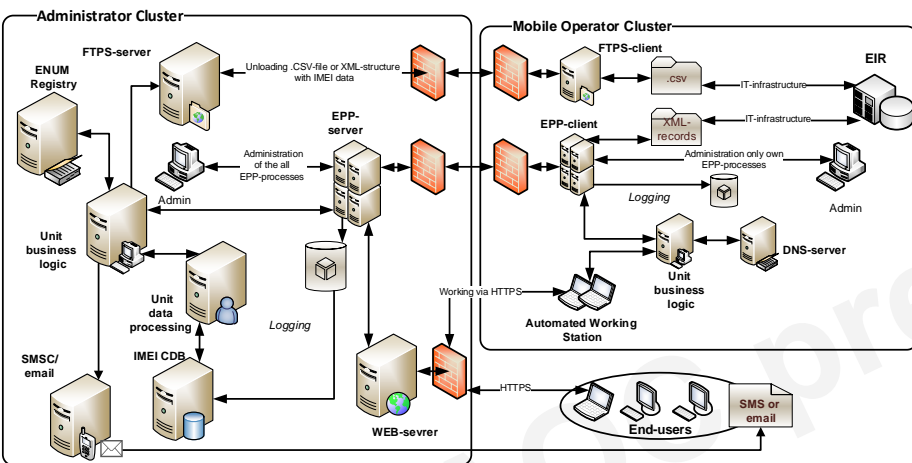 Administrator Cluster
FTPS-server
ENUM
Registry
Unloading .CSV-file or XML-structure
with IMEI data
EPP-
server
Administration
of the all
EPP-processes
Admin
Unit
business
logic
Unit
data
processing
Logging
SMSC/
email
IMEI CDB
WEB-sevrer
Mobile Operator Cluster
FTPS-client
.csv
IT-infrastructure
EIR
EPP-client
XML-
records
IT-infrastructure
Administration only own
EPP-processes
Logging
Admin
Unit
business
logic
DNS-server
Working via HTTPS
Automated Working
Station
HTTPS
End-users
SMS or
email